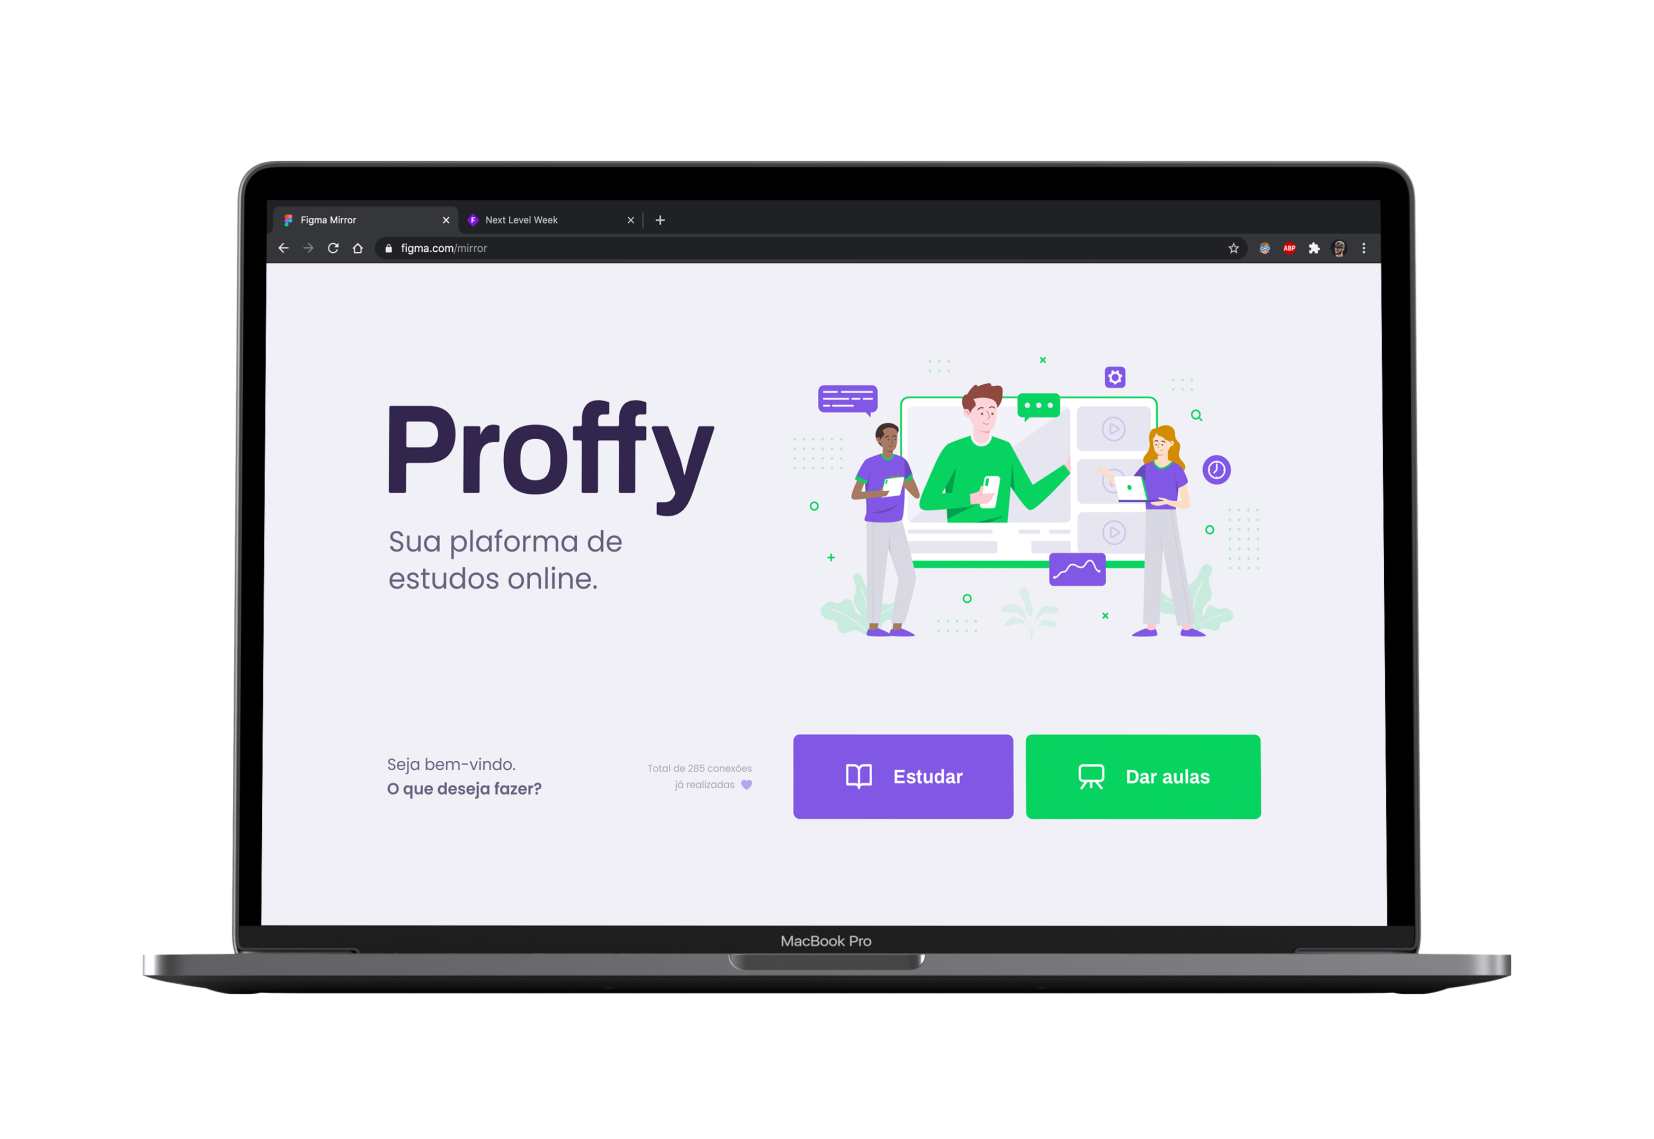 Figma Mirror
Next Level Week
figma.com/mirror
ABP
Proffy
Sua plaforma de
estudos online.
Seja bem-vindo.
O que deseja fazer?
Total de 285 conexões
já realizadas
Estudar
Dar aulas
MacBook Pro